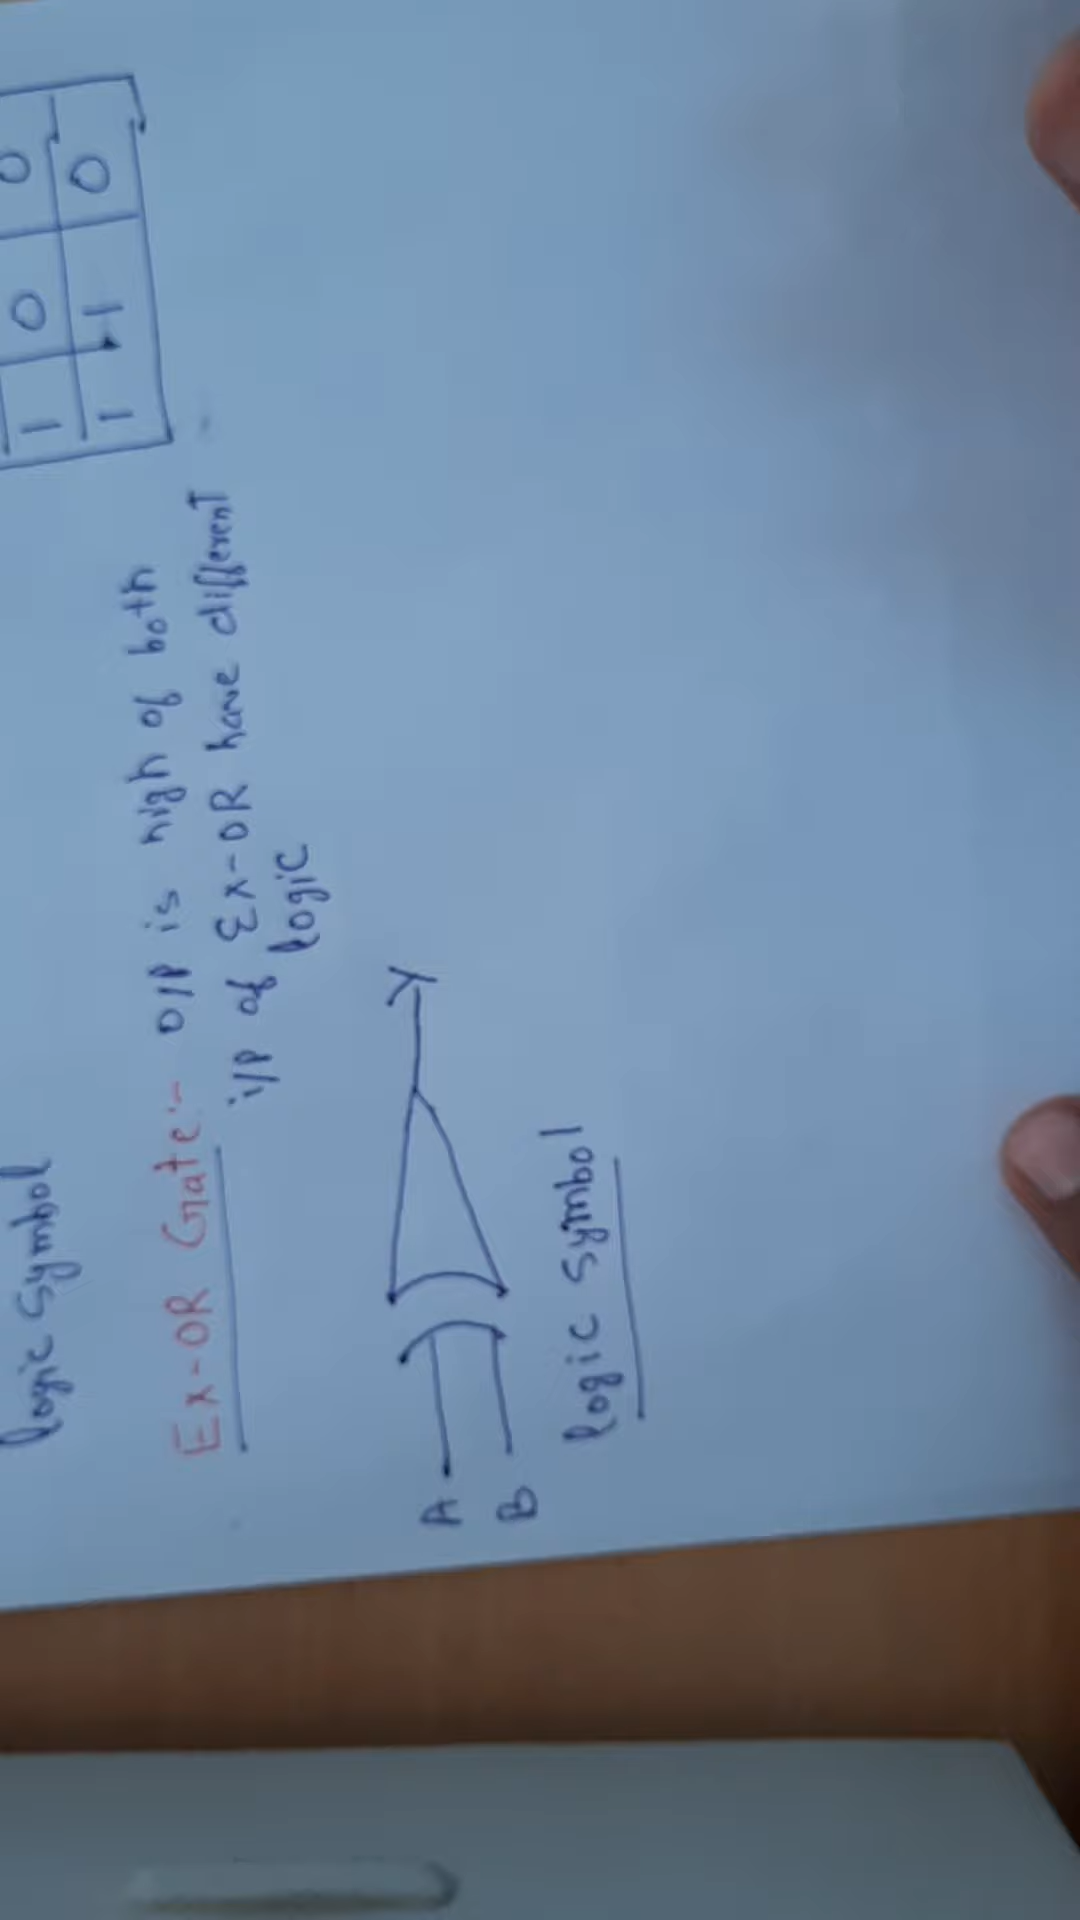 1 0 0
1 1 0
logic symbol
Ex-OR Gate:- O/P is high of both
i/p of Ex-OR have different
logic
A
B
Y
logic symbol